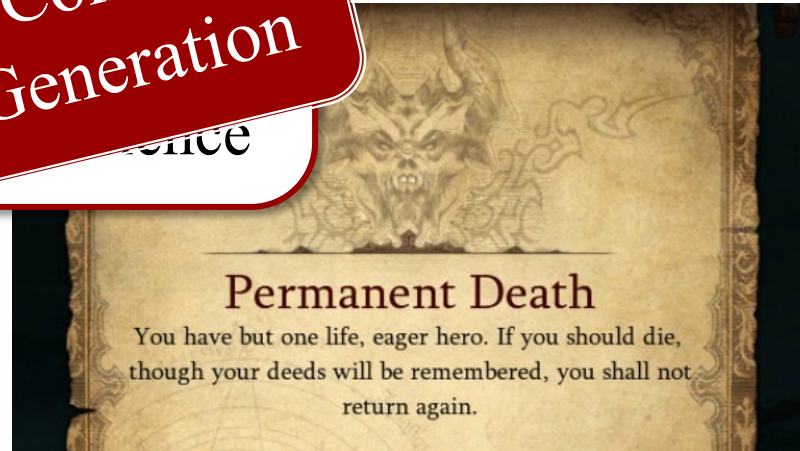 Generation
Permanent Death
You have but one life, eager hero. If you should die,
though your deeds will be remembered, you shall not
return again.